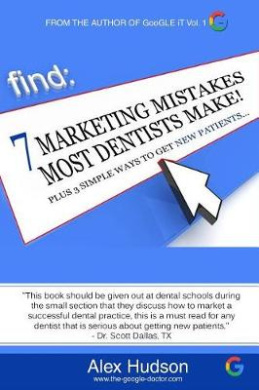 FROM THE AUTHOR OF GooGLE iT Vol. 1 G
find:
7 MARKETING MISTAKES
MOST DENTISTS MAKE!
PLUS 3 SIMPLE WAYS TO GET NEW PATIENTS...
"This book should be given out at dental schools during
the small section that they discuss how to market a
successful dental practice, this is a must read for any
dentist that is serious about getting new patients."
- Dr. Scott Dallas, TX
Alex Hudson G
www.the-google-doctor.com